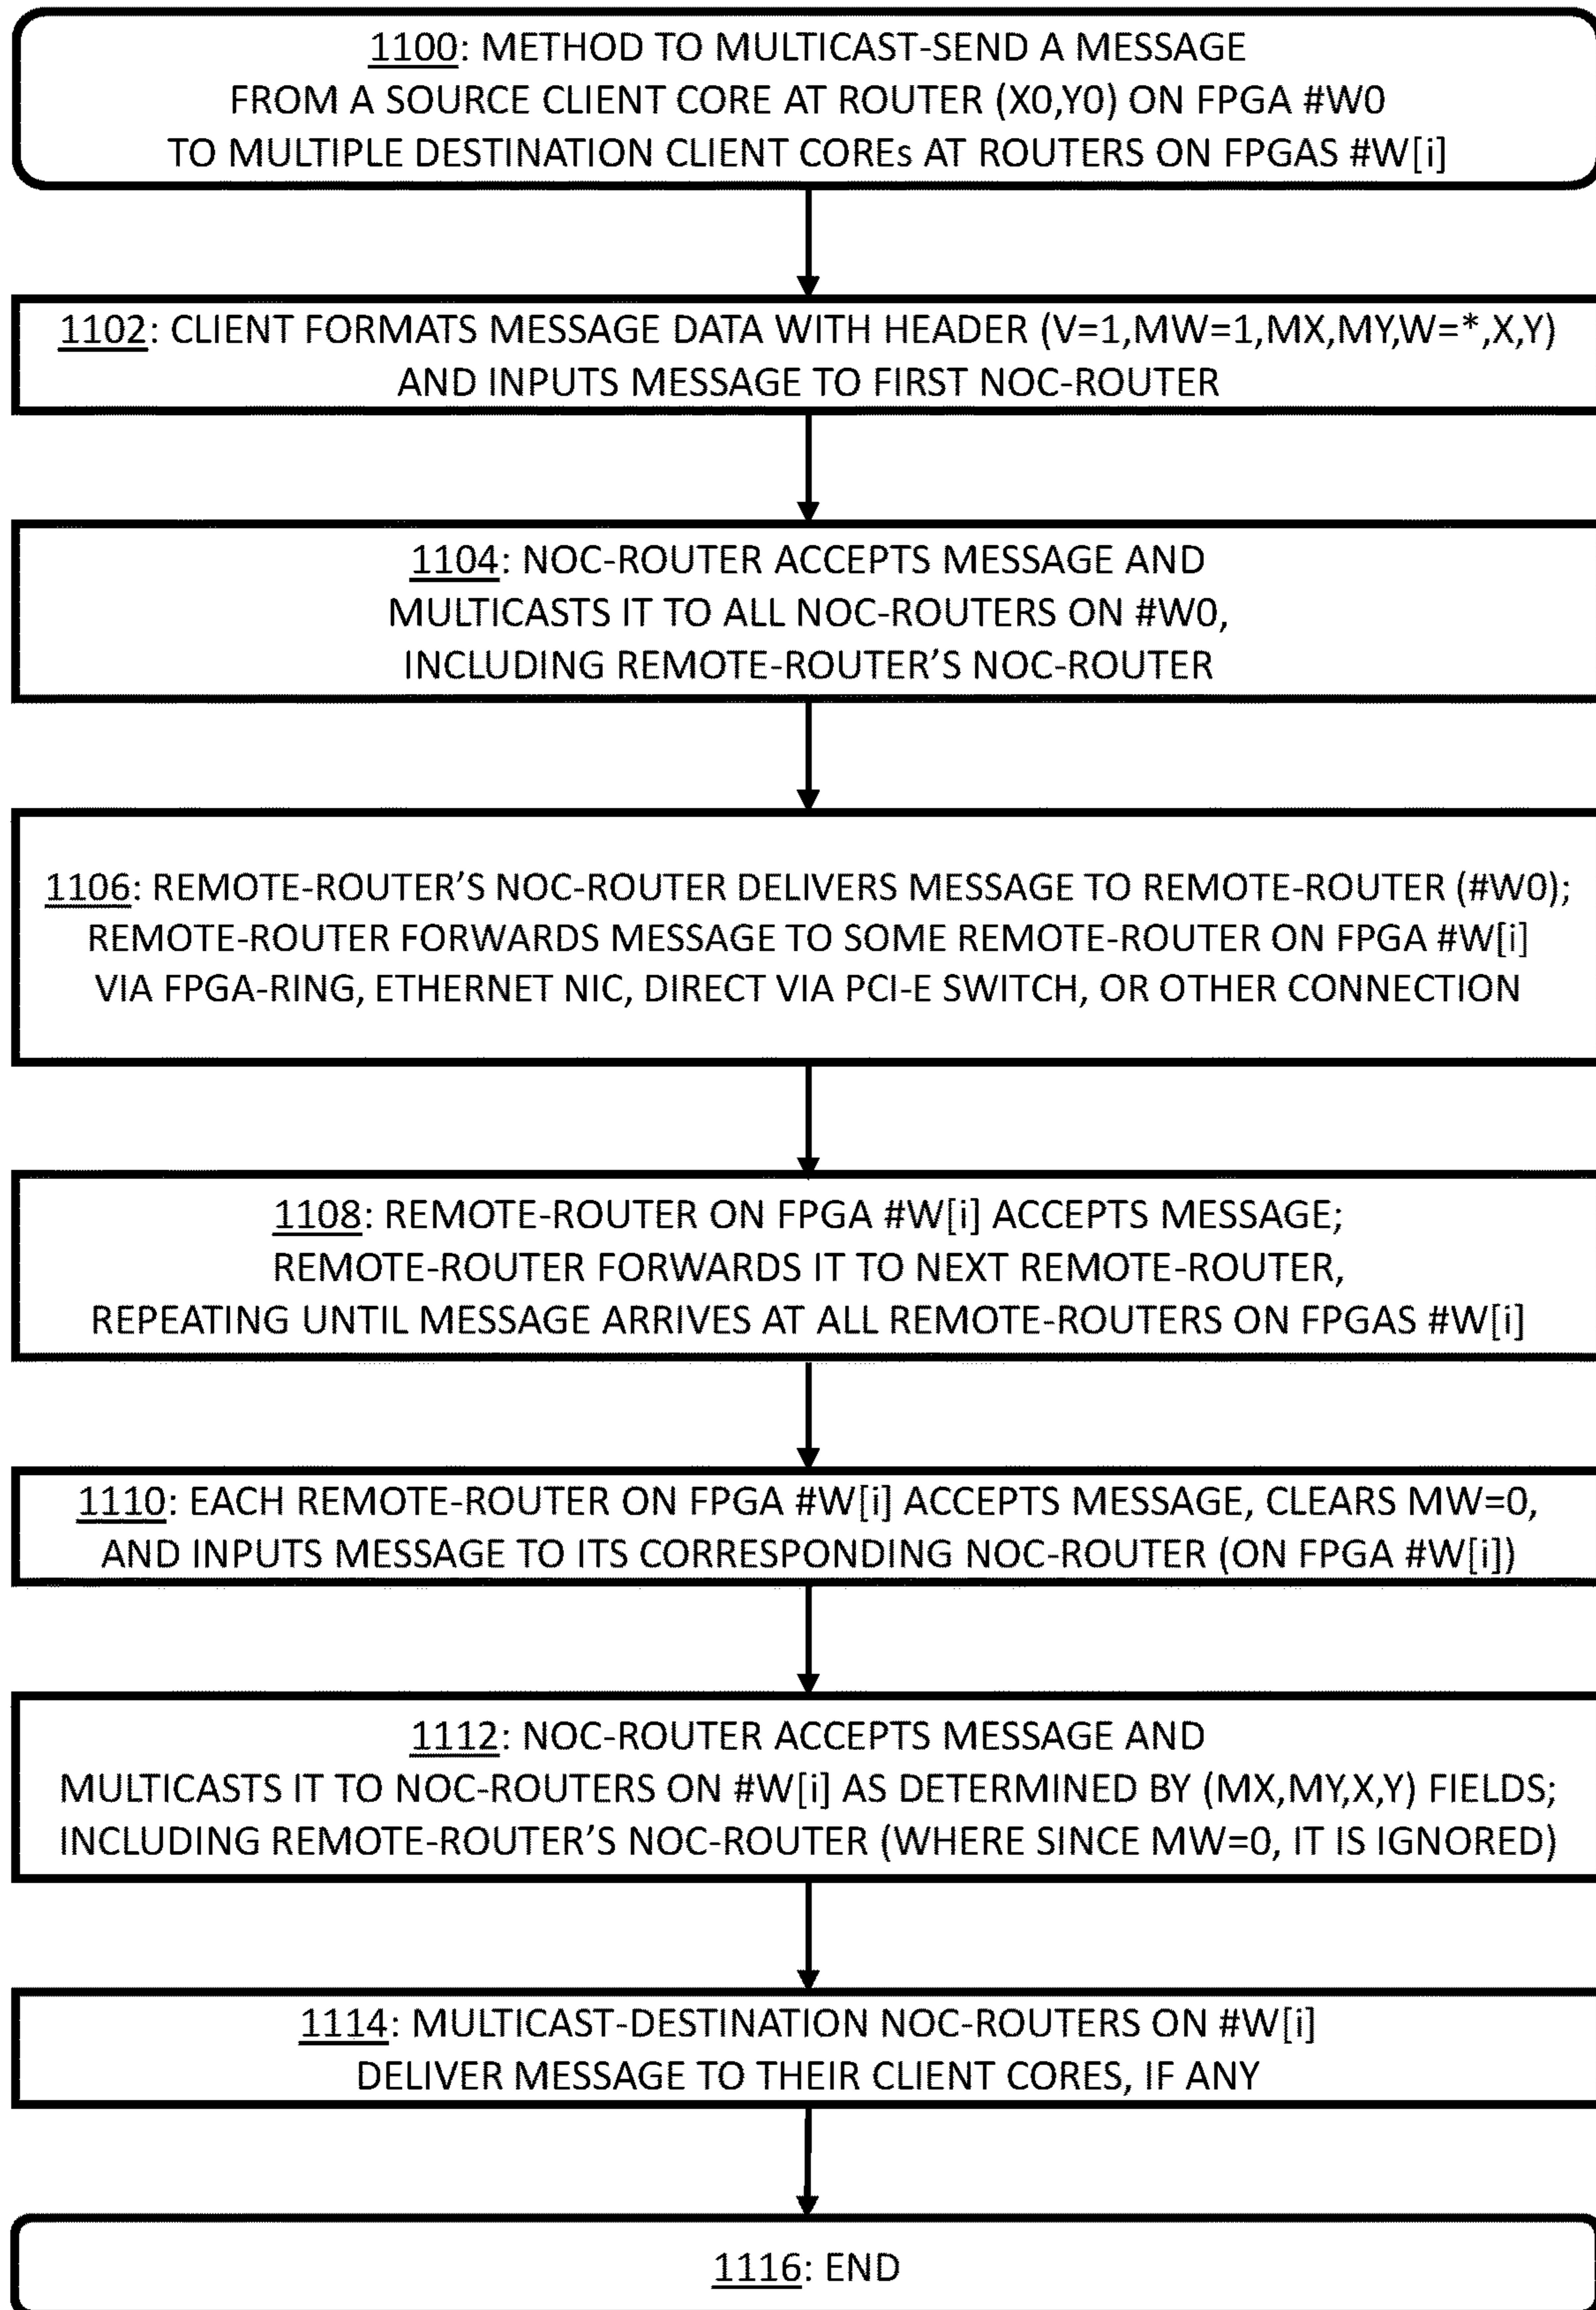 1100: METHOD TO MULTICAST-SEND A MESSAGE
FROM A SOURCE CLIENT CORE AT ROUTER (X0,Y0) ON FPGA #W0
TO MULTIPLE DESTINATION CLIENT COREs AT ROUTERS ON FPGAS #W[i]
1102: CLIENT FORMATS MESSAGE DATA WITH HEADER (V=1,MW=1,MX,MY,W=*,X,Y)
AND INPUTS MESSAGE TO FIRST NOC-ROUTER
1104: NOC-ROUTER ACCEPTS MESSAGE AND
MULTICASTS IT TO ALL NOC-ROUTERS ON #W0,
INCLUDING REMOTE-ROUTER’S NOC-ROUTER
1106: REMOTE-ROUTER’S NOC-ROUTER DELIVERS MESSAGE TO REMOTE-ROUTER (#W0);
REMOTE-ROUTER FORWARDS MESSAGE TO SOME REMOTE-ROUTER ON FPGA #W[i]
VIA FPGA-RING, ETHERNET NIC, DIRECT VIA PCI-E SWITCH, OR OTHER CONNECTION
1108: REMOTE-ROUTER ON FPGA #W[i] ACCEPTS MESSAGE;
REMOTE-ROUTER FORWARDS IT TO NEXT REMOTE-ROUTER,
REPEATING UNTIL MESSAGE ARRIVES AT ALL REMOTE-ROUTERS ON FPGAS #W[i]
1110: EACH REMOTE-ROUTER ON FPGA #W[i] ACCEPTS MESSAGE, CLEARS MW=0,
AND INPUTS MESSAGE TO ITS CORRESPONDING NOC-ROUTER (ON FPGA #W[i])
1112: NOC-ROUTER ACCEPTS MESSAGE AND
MULTICASTS IT TO NOC-ROUTERS ON #W[i] AS DETERMINED BY (MX,MY,X,Y) FIELDS;
INCLUDING REMOTE-ROUTER’S NOC-ROUTER (WHERE SINCE MW=0, IT IS IGNORED)
1114: MULTICAST-DESTINATION NOC-ROUTERS ON #W[i]
DELIVER MESSAGE TO THEIR CLIENT CORES, IF ANY
1116: END